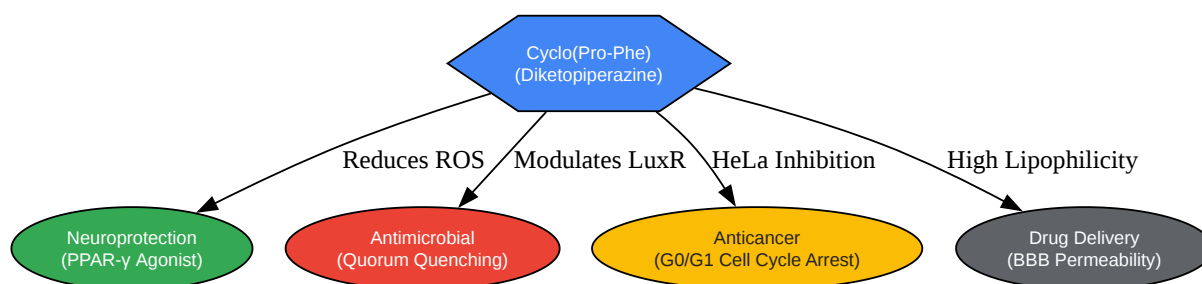 Cyclo(Pro-Phe)
(Diketopiperazine)
Reduces ROS
Modulates LuxR
HeLa Inhibition
High Lipophilicity
Neuroprotection
(PPAR-γ Agonist)
Antimicrobial
(Quorum Quenching)
Anticancer
(G0/G1 Cell Cycle Arrest)
Drug Delivery
(BBB Permeability)